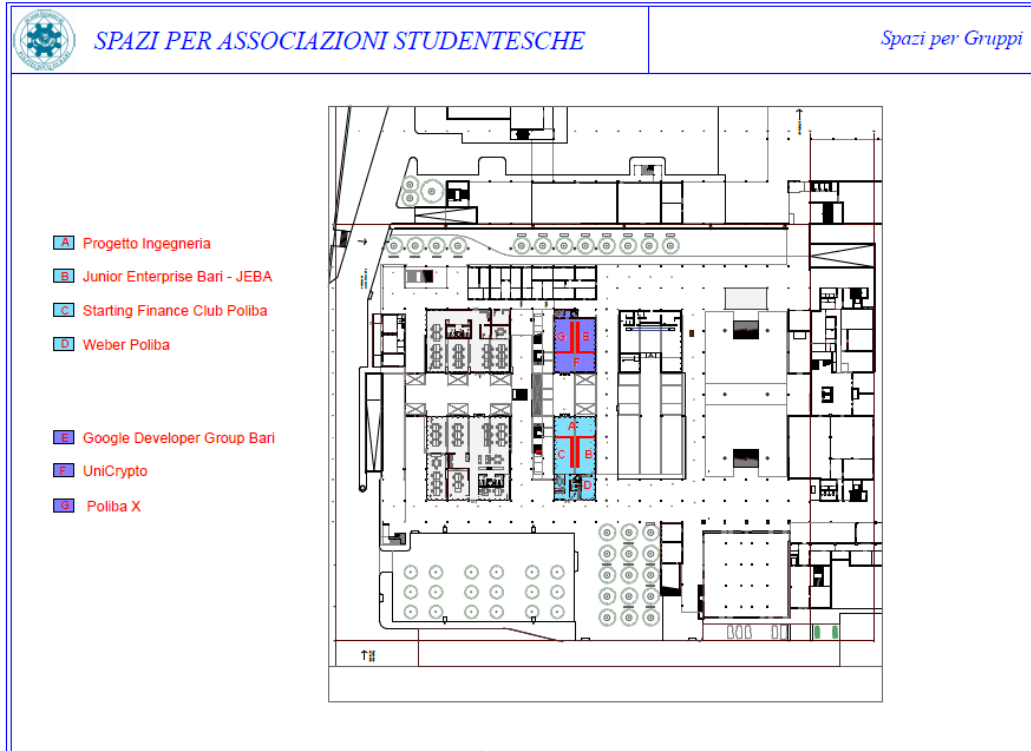 SPAZI PER ASSOCIAZIONI STUDENTESCHE
Spazi per Gruppi
A Progetto Ingegneria
B Junior Enterprise Bari - JEBA
C Starting Finance Club Poliba
D Weber Poliba
E Google Developer Group Bari
F UniCrypto
G Poliba X
G B
F
A
C B
D